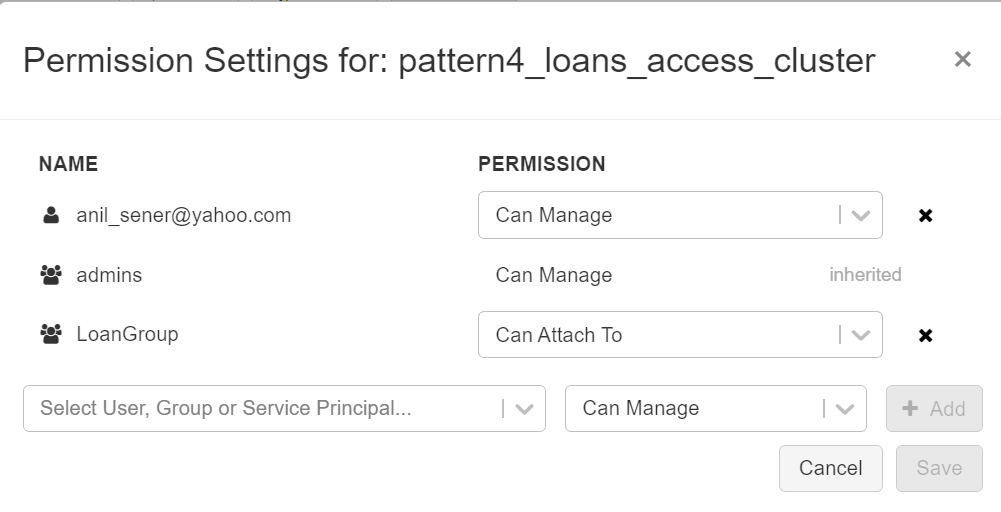 Permission Settings for: pattern4_loans_access_cluster
NAME PERMISSION
anil_sener@yahoo.com Can Manage
admins Can Manage inherited
LoanGroup Can Attach To
Select User, Group or Service Principal... Can Manage Add
Cancel Save